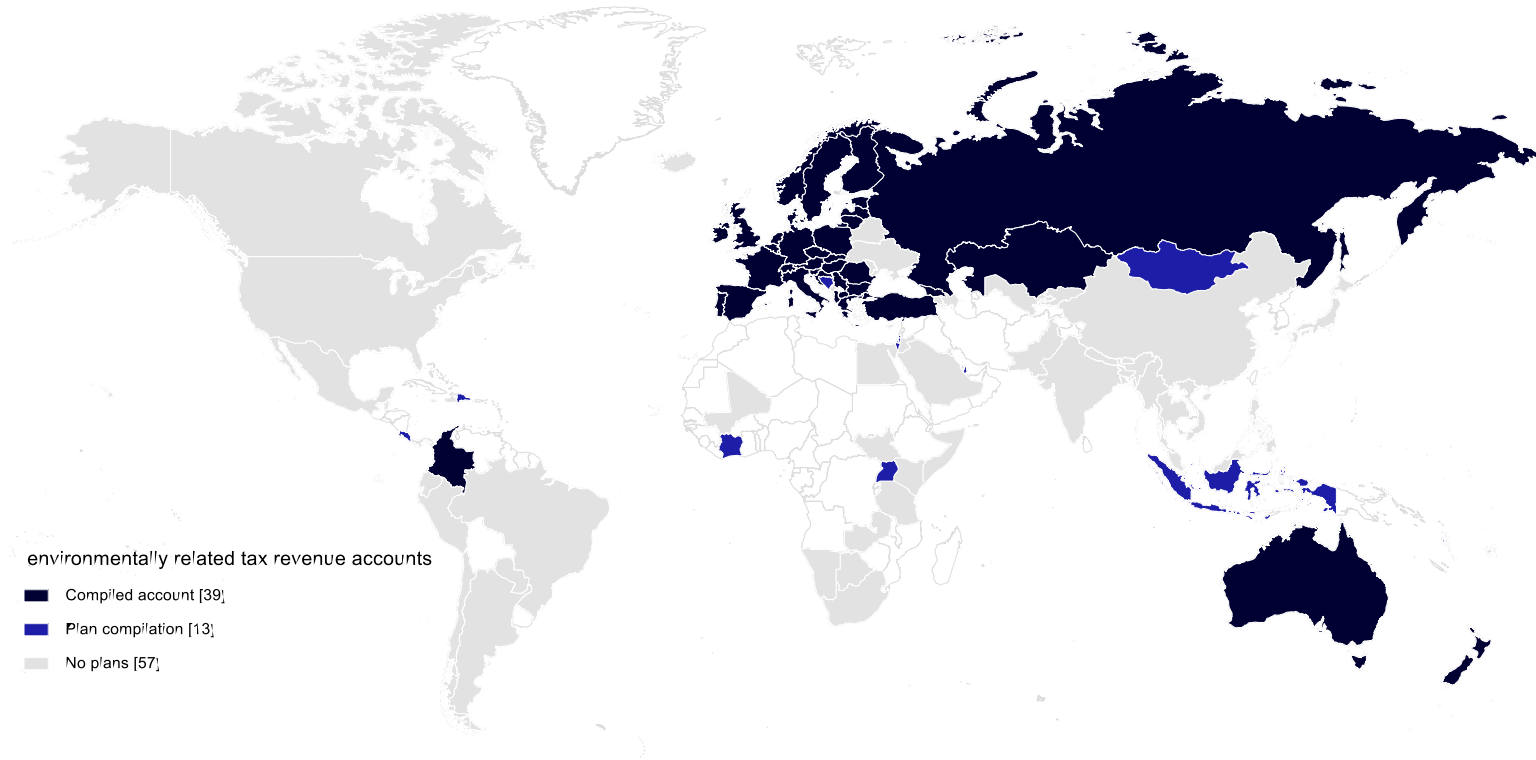 environmentally related tax revenue accounts
Compiled account [39]
Plan compilation [13]
No plans [57]